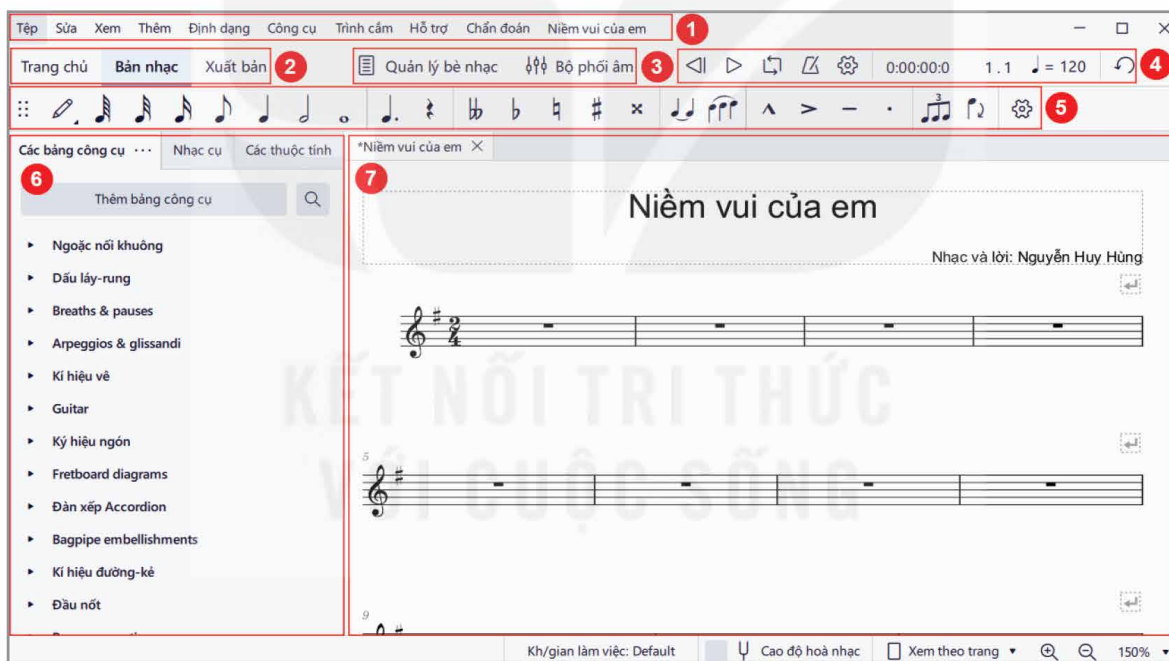 Tệp Sửa Xem Thêm Định dạng Công cụ Trình cắm Hỗ trợ Chẩn đoán Niềm vui của em 1
Trang chủ Bản nhạc Xuất bản 2 Quản lý bè nhạc Bộ phối âm 3 0:00:00:0 1 . 1 = 120 4
3 5
Các bảng công cụ ··· Nhạc cụ Các thuộc tính
6
Thêm bảng công cụ
Ngoặc nối khuông
Dấu láy-rung
Breaths & pauses
Arpeggios & glissandi
Kí hiệu vê
Guitar
Ký hiệu ngón
Fretboard diagrams
Đàn xếp Accordion
Bagpipe embellishments
Kí hiệu đường-kẻ
Đầu nốt
*Niềm vui của em
7
Niềm vui của em
Nhạc và lời: Nguyễn Huy Hùng
2
4
5
9
KẾT NỐI TRI THỨC
VỚI CUỘC SỐNG
Kh/gian làm việc: Default Cao độ hoà nhạc Xem theo trang 150%